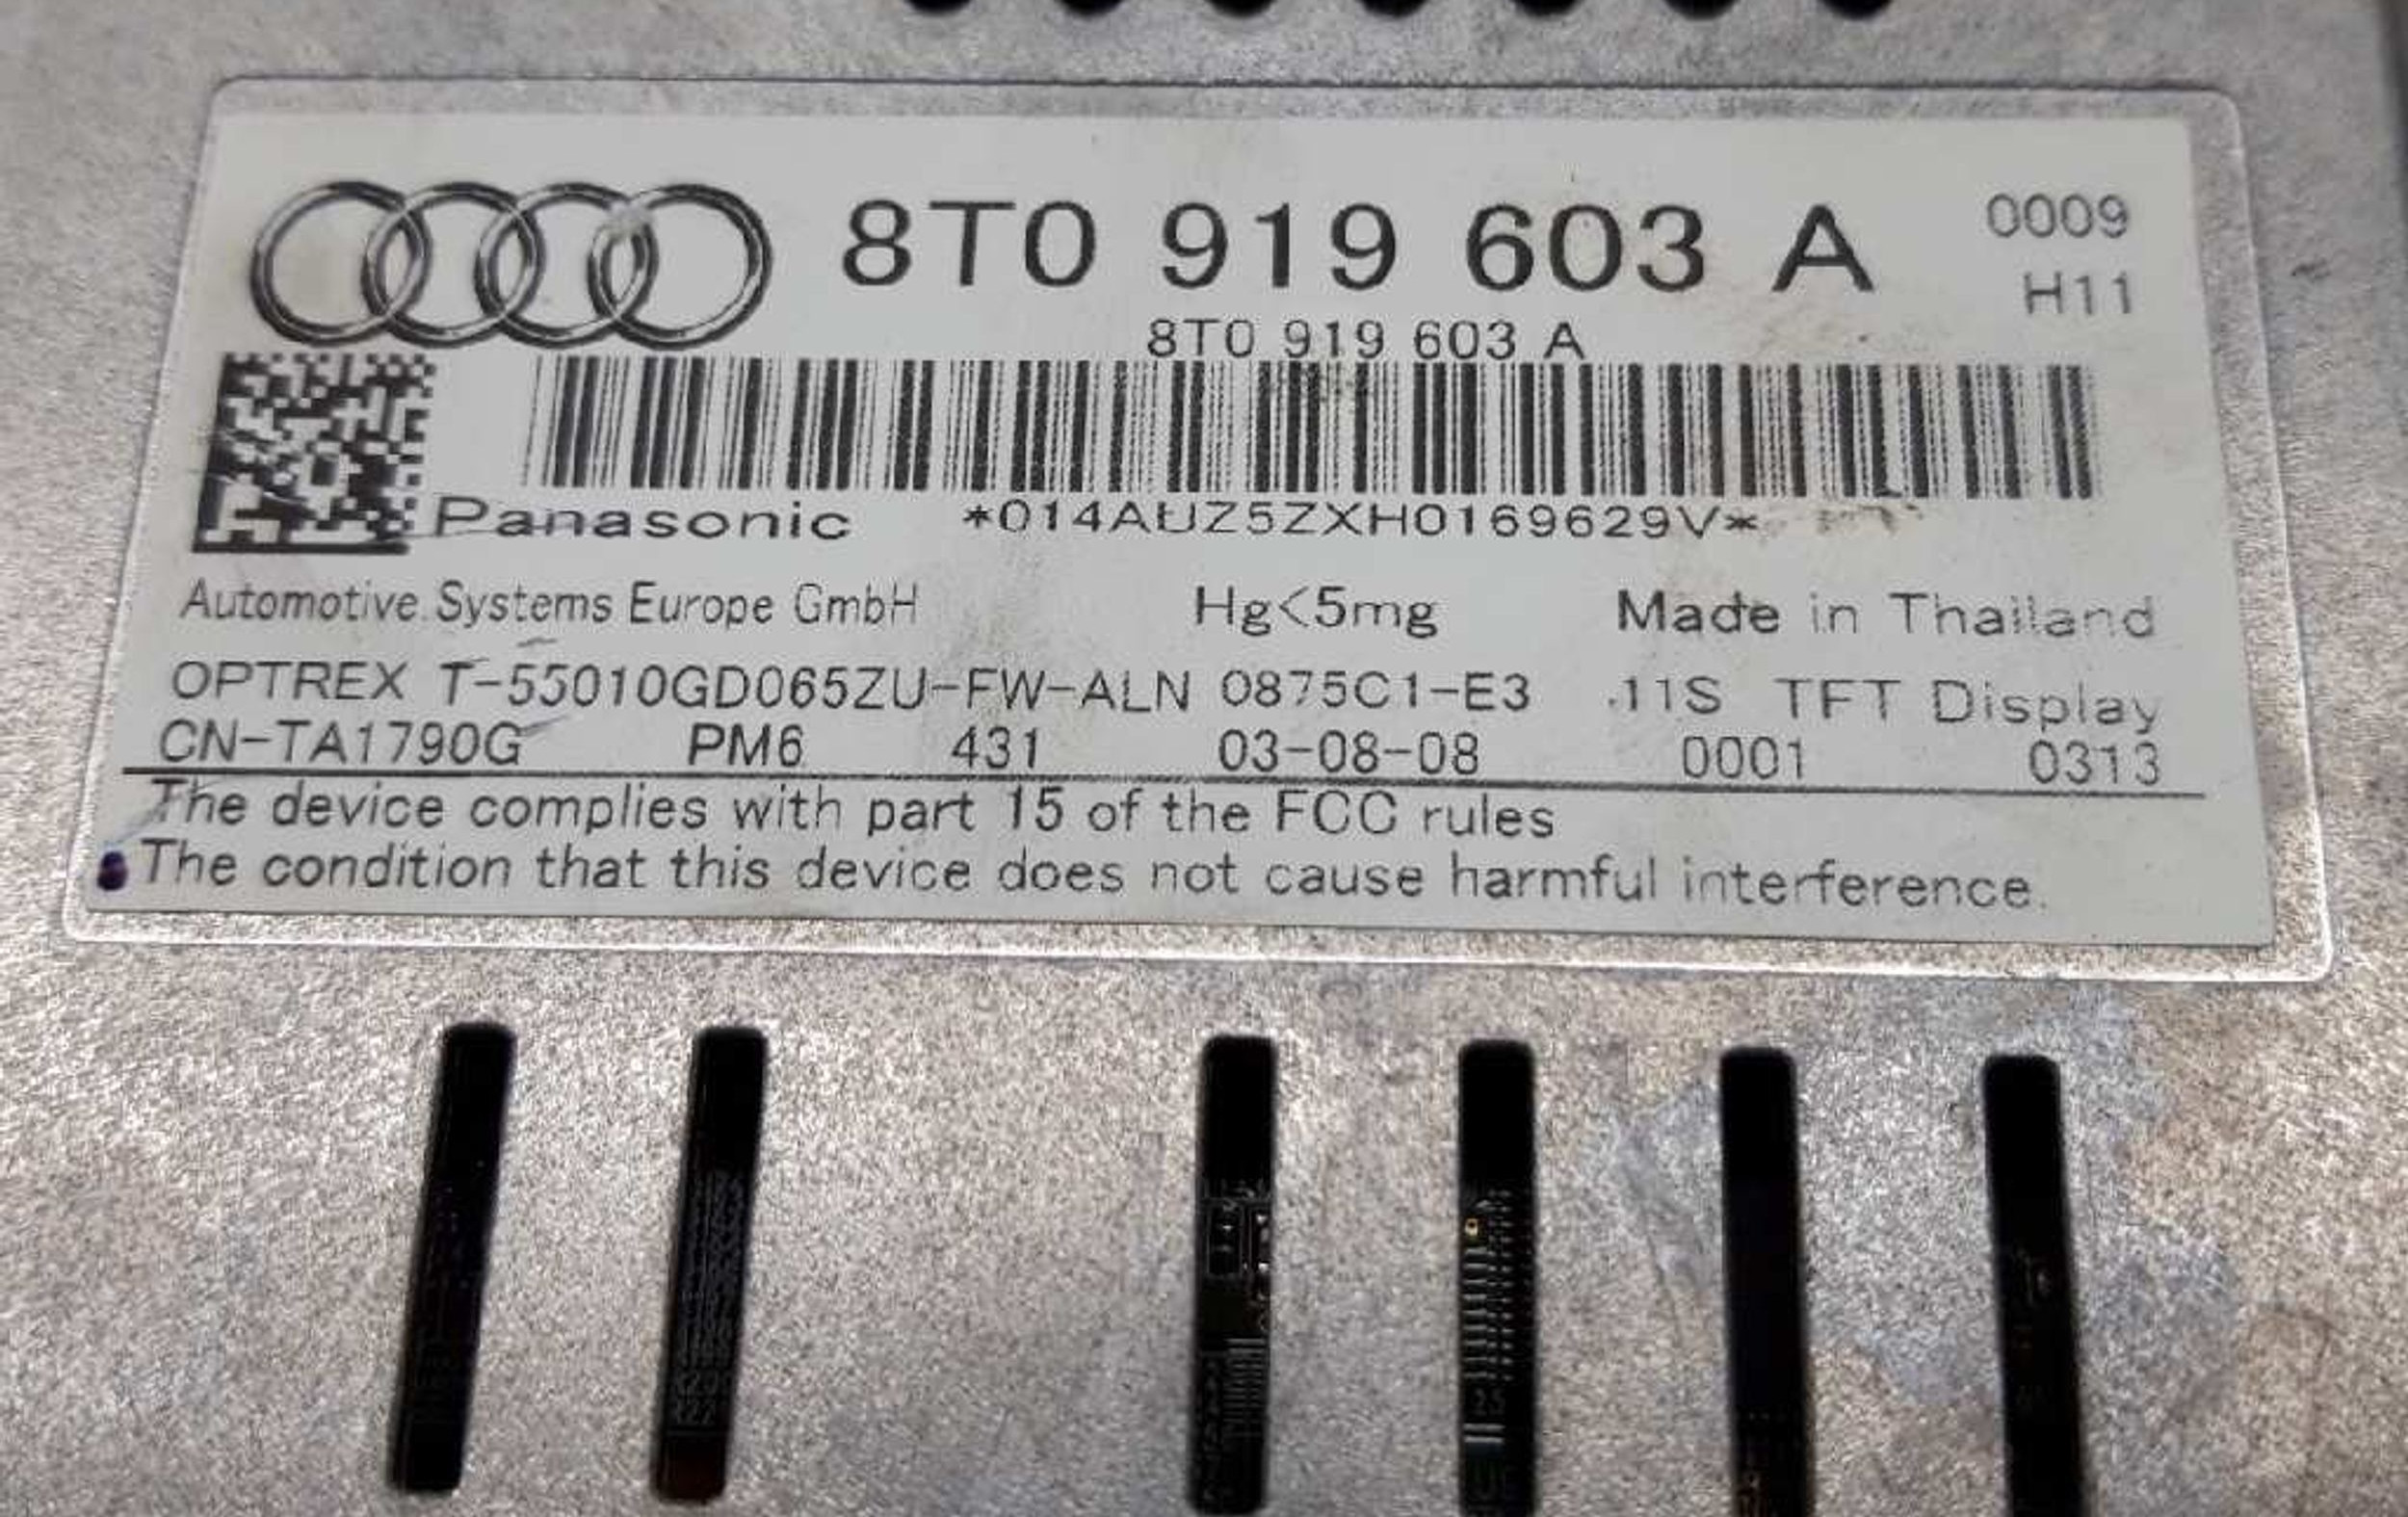 8T0 919 603 A 0009
H11
8T0 919 603 A
Panasonic *014AUZ5ZXH0169629V*
Automotive Systems Europe GmbH Hg<5mg Made in Thailand
OPTREX T-55010GD065ZU-FW-ALN 0875C1-E3 .11S TFT Display
CN-TA1790G PM6 431 03-08-08 0001 0313
The device complies with part 15 of the FCC rules
The condition that this device does not cause harmful interference.